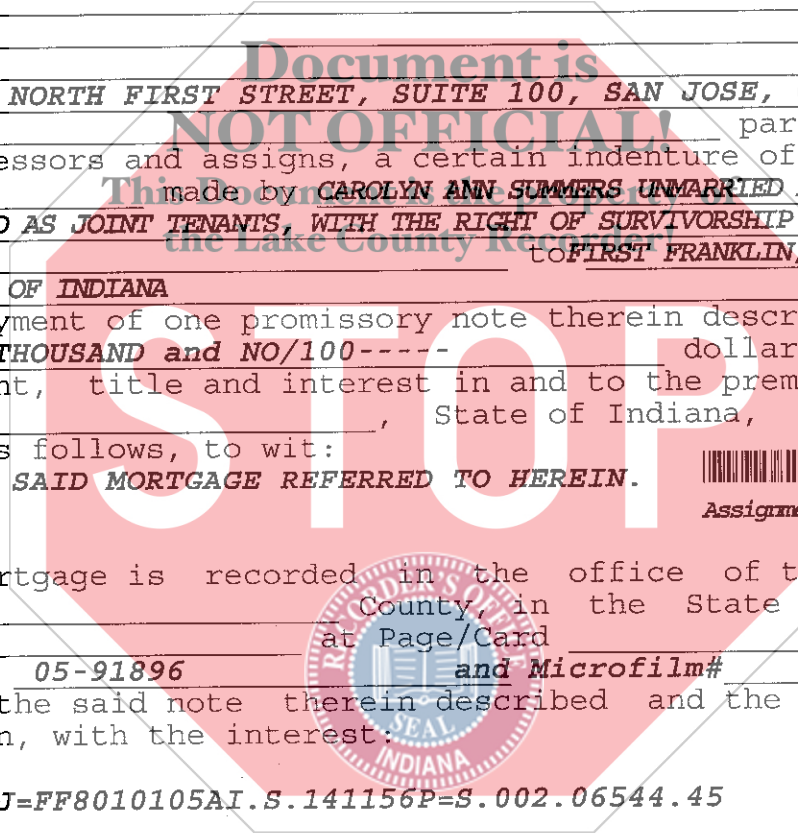 Document is
NORTH FIRST STREET, SUITE 100, SAN JOSE,
NOT OFFICIAL!
par
essors and assigns, a certain indenture of
This Document is the property of
made by CAROLYN ANN SUMMERS UNMARRIED
AS JOINT TENANTS, WITH THE RIGHT OF SURVIVORSHIP
the Lake County Recorder!
toFIRST FRANKLIN,
OF INDIANA
yment of one promissory note therein descr
THOUSAND and NO/100----- dollar
nt, title and interest in and to the prem
, State of Indiana,
s follows, to wit:
SAID MORTGAGE REFERRED TO HEREIN.
Assignme
STOP
rtgage is recorded in the office of t
County, in the State
at Page/Card
05-91896 and Microfilm#
the said note therein described and the
n, with the interest:
RECORDER'S OFFICE
SEAL
INDIANA
J=FF8010105AI.S.141156P=S.002.06544.45